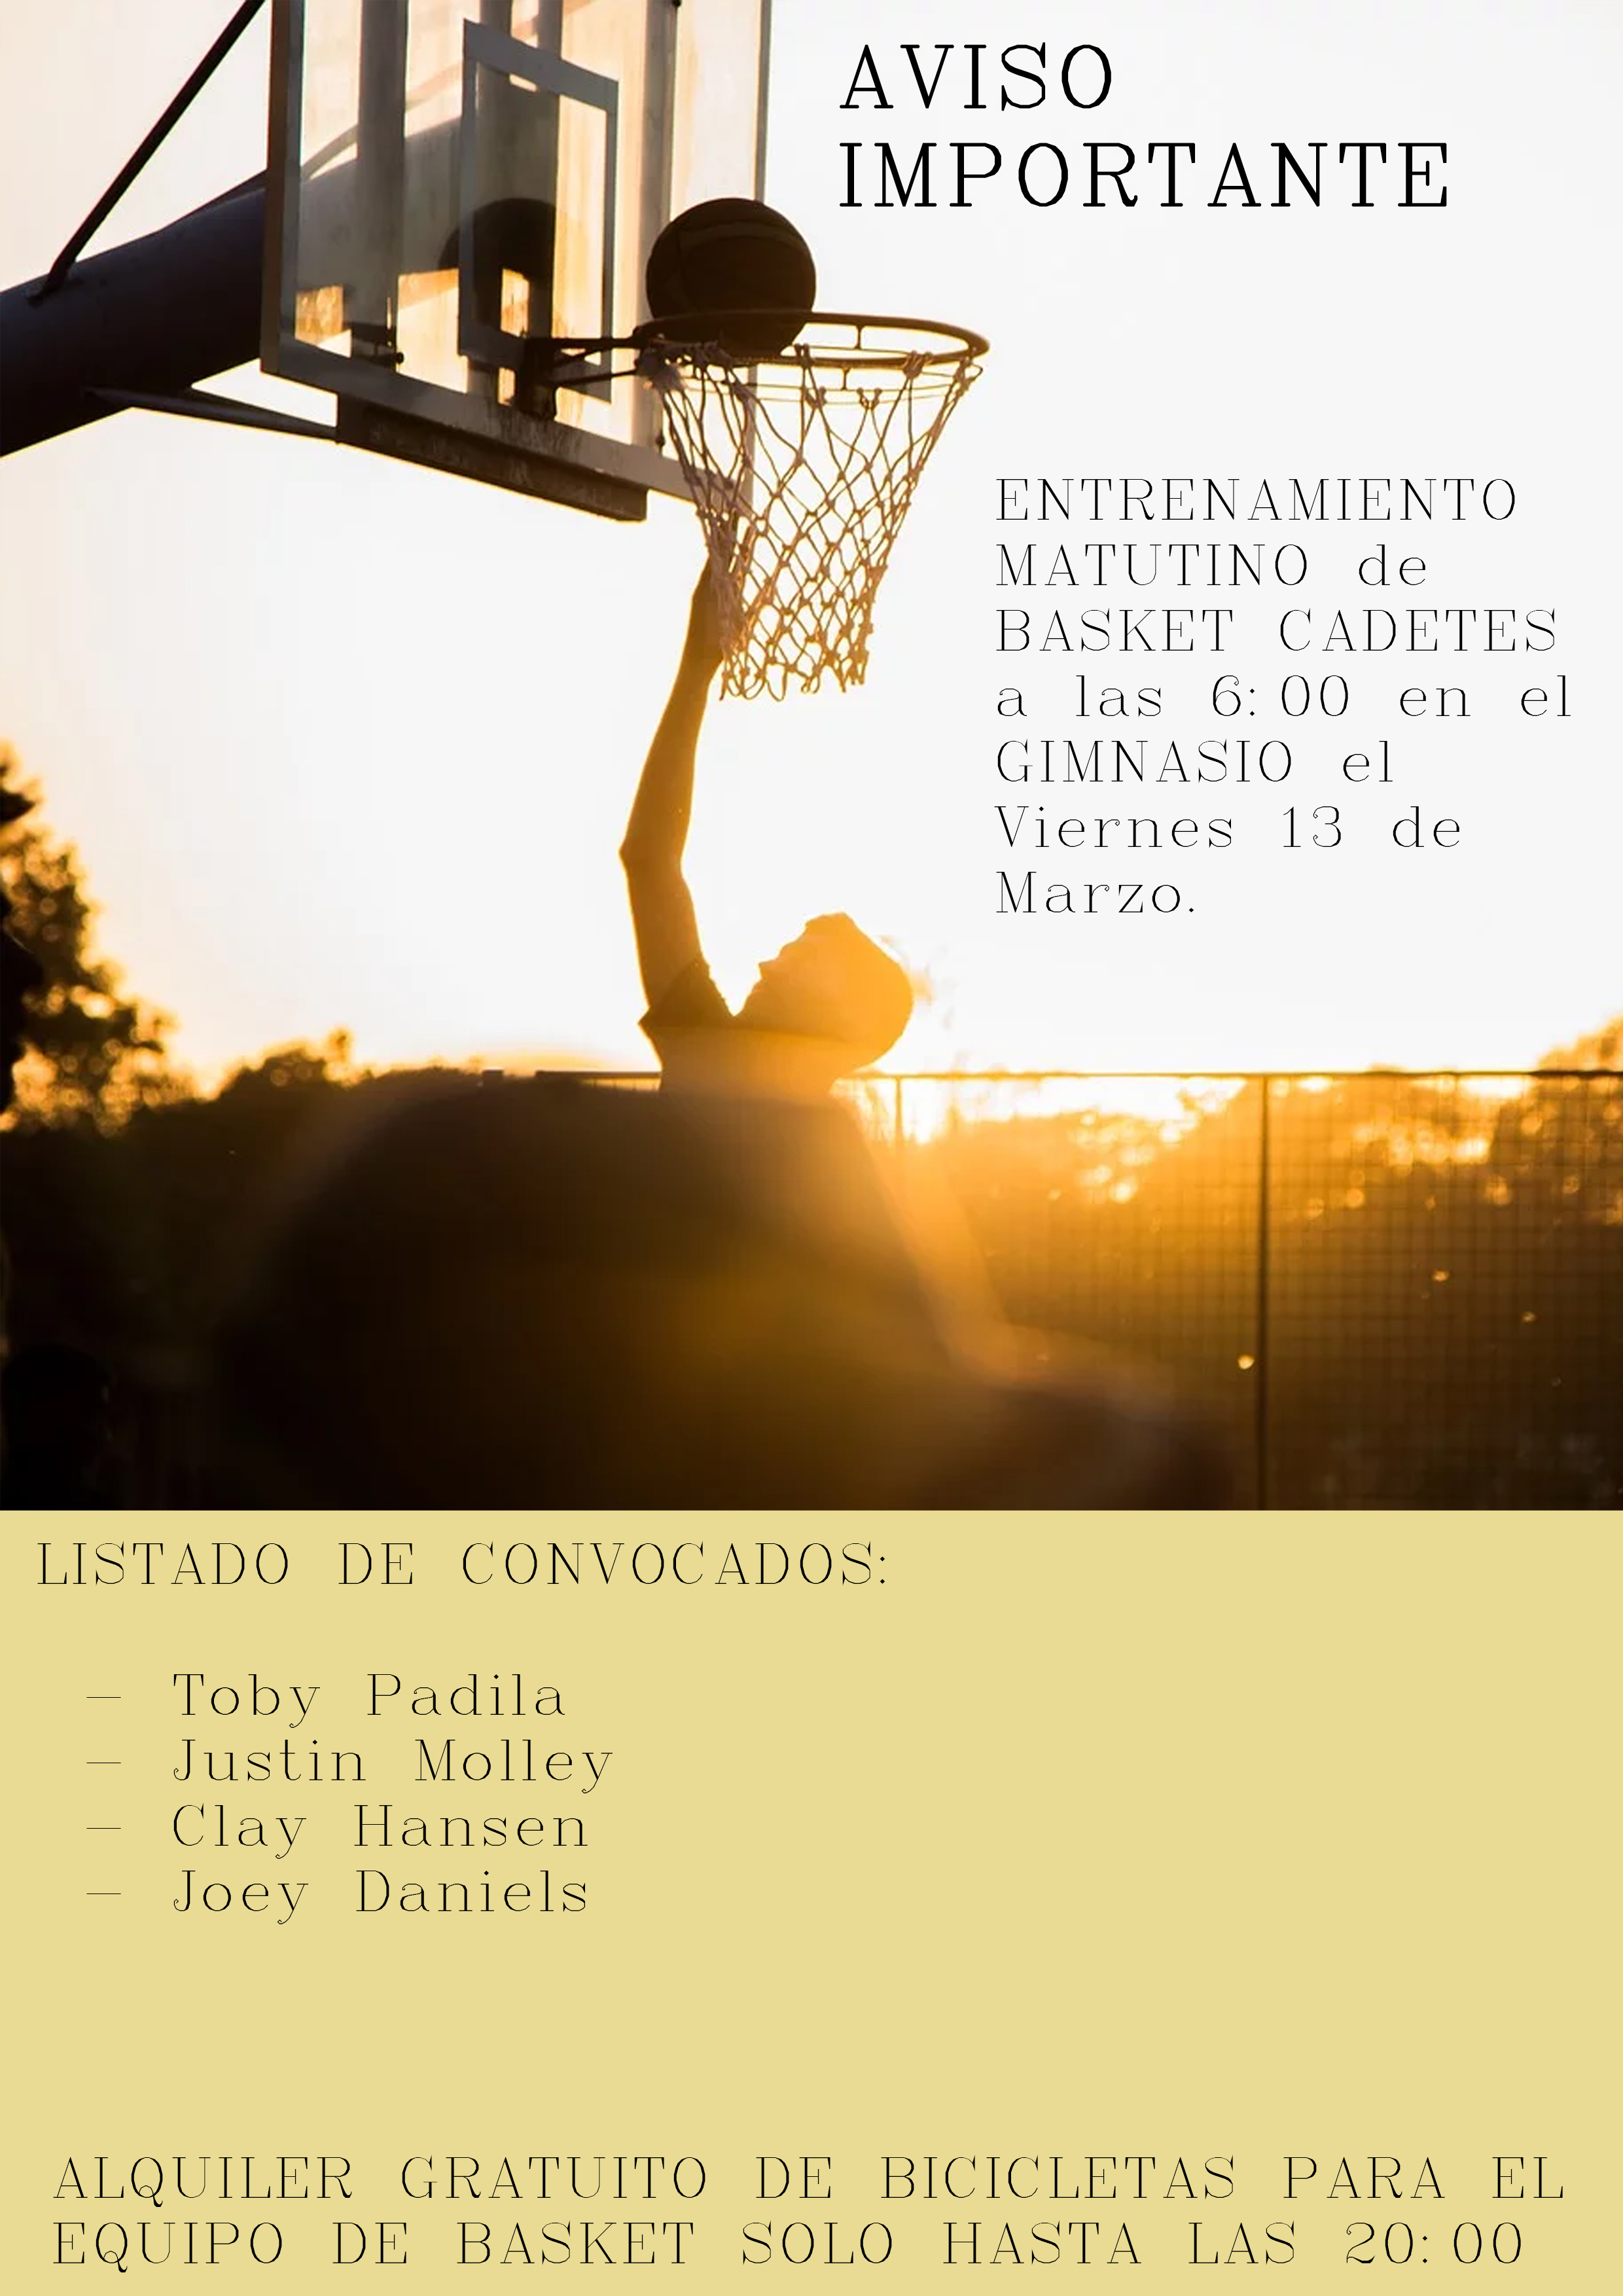 AVISO
IMPORTANTE
ENTRENAMIENTO
MATUTINO de
BASKET CADETES
a las 6:00 en el
GIMNASIO el
Viernes 13 de
Marzo.
LISTADO DE CONVOCADOS:
- Toby Padila
- Justin Molley
- Clay Hansen
- Joey Daniels
ALQUILER GRATUITO DE BICICLETAS PARA EL
EQUIPO DE BASKET SOLO HASTA LAS 20:00